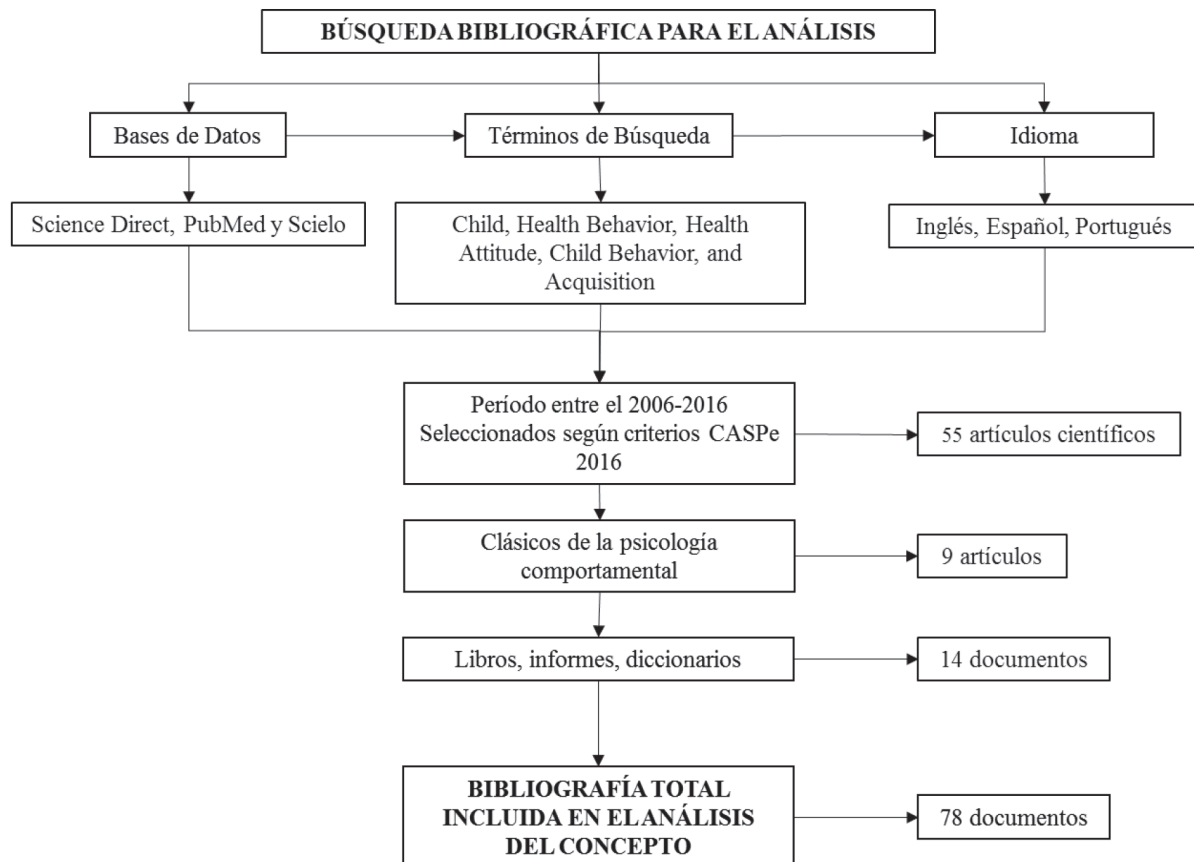 BÚSQUEDA BIBLIOGRÁFICA PARA EL ANÁLISIS
Bases de Datos
Términos de Búsqueda
Idioma
Science Direct, PubMed y Scielo
Child, Health Behavior, Health
Attitude, Child Behavior, and
Acquisition
Inglés, Español, Portugués
Período entre el 2006-2016
Seleccionados según criterios CASPe
2016
55 artículos científicos
Clásicos de la psicología
comportamental
9 artículos
Libros, informes, diccionarios
14 documentos
BIBLIOGRAFÍA TOTAL
INCLUIDA EN EL ANÁLISIS
DEL CONCEPTO
78 documentos